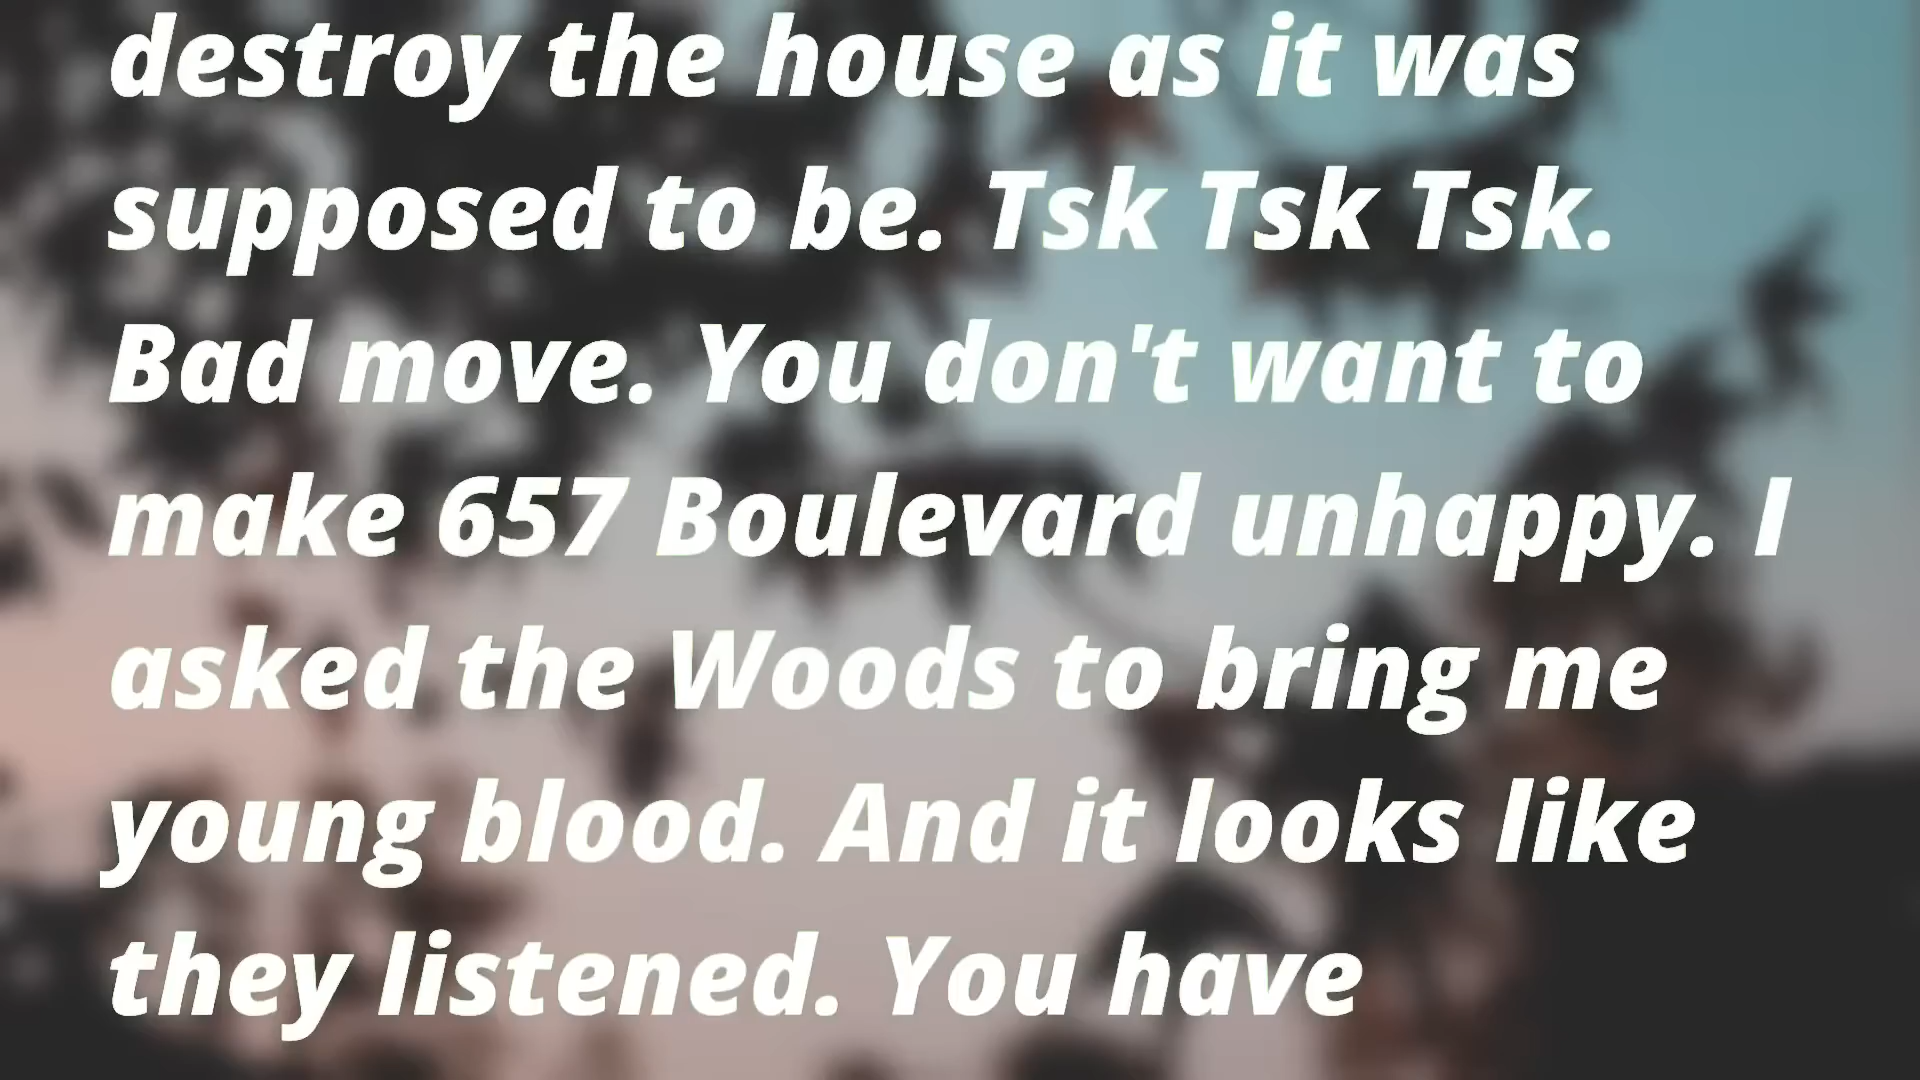 destroy the house as it was
supposed to be. Tsk Tsk Tsk.
Bad move. You don't want to
make 657 Boulevard unhappy. I
asked the Woods to bring me
young blood. And it looks like
they listened. You have